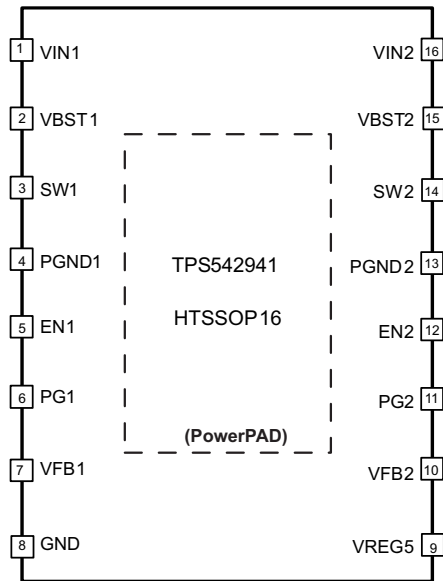 1 VIN1 VIN2 16
2 VBST1 VBST2 15
3 SW1 SW2 14
4 PGND1 PGND2 13
TPS542941
HTSSOP16
5 EN1 EN2 12
6 PG1 PG2 11
(PowerPAD)
7 VFB1 VFB2 10
8 GND VREG5 9